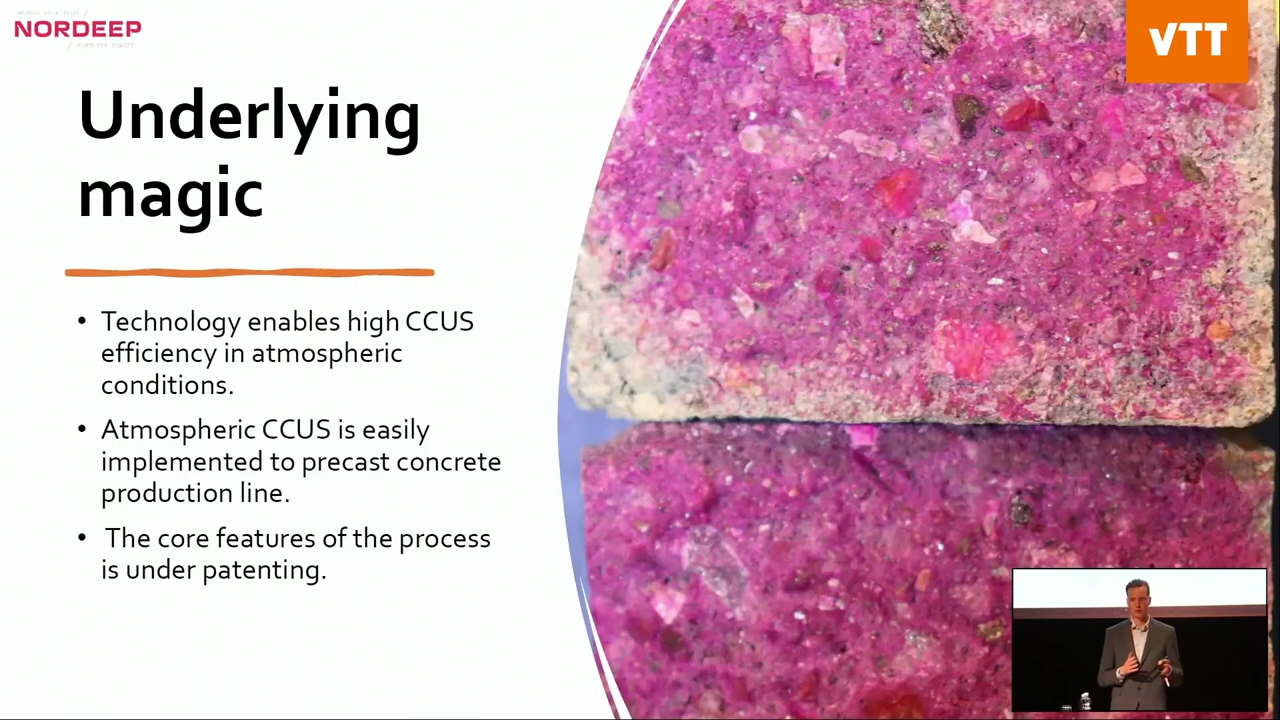 NORDEEP
VTT
Underlying
magic
• Technology enables high CCUS
efficiency in atmospheric
conditions.
• Atmospheric CCUS is easily
implemented to precast concrete
production line.
• The core features of the process
is under patenting.